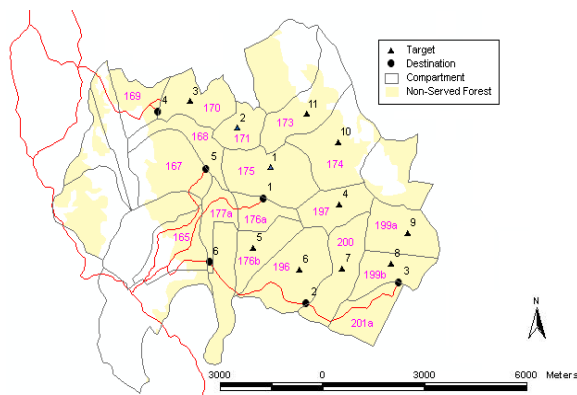 Target
Destination
Compartment
Non-Served Forest
169
4
3
170
11
168
2
173
171
10
167
5
1
174
175
1
4
177a
176a
197
165
5
200
199a
9
6
176b
6
196
7
8
199b
3
2
201a
N
3000 0 3000 6000 Meters